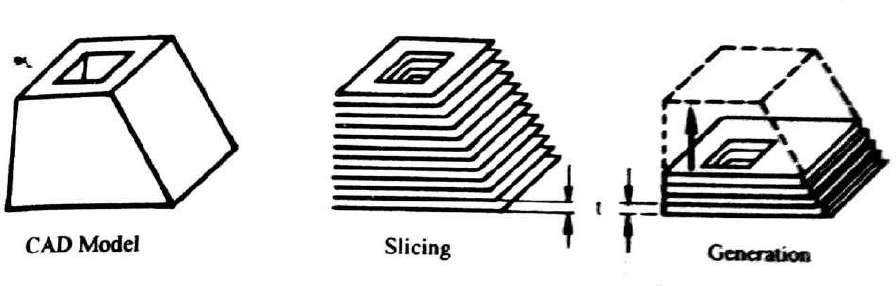 CAD Model
Slicing
t
Generation